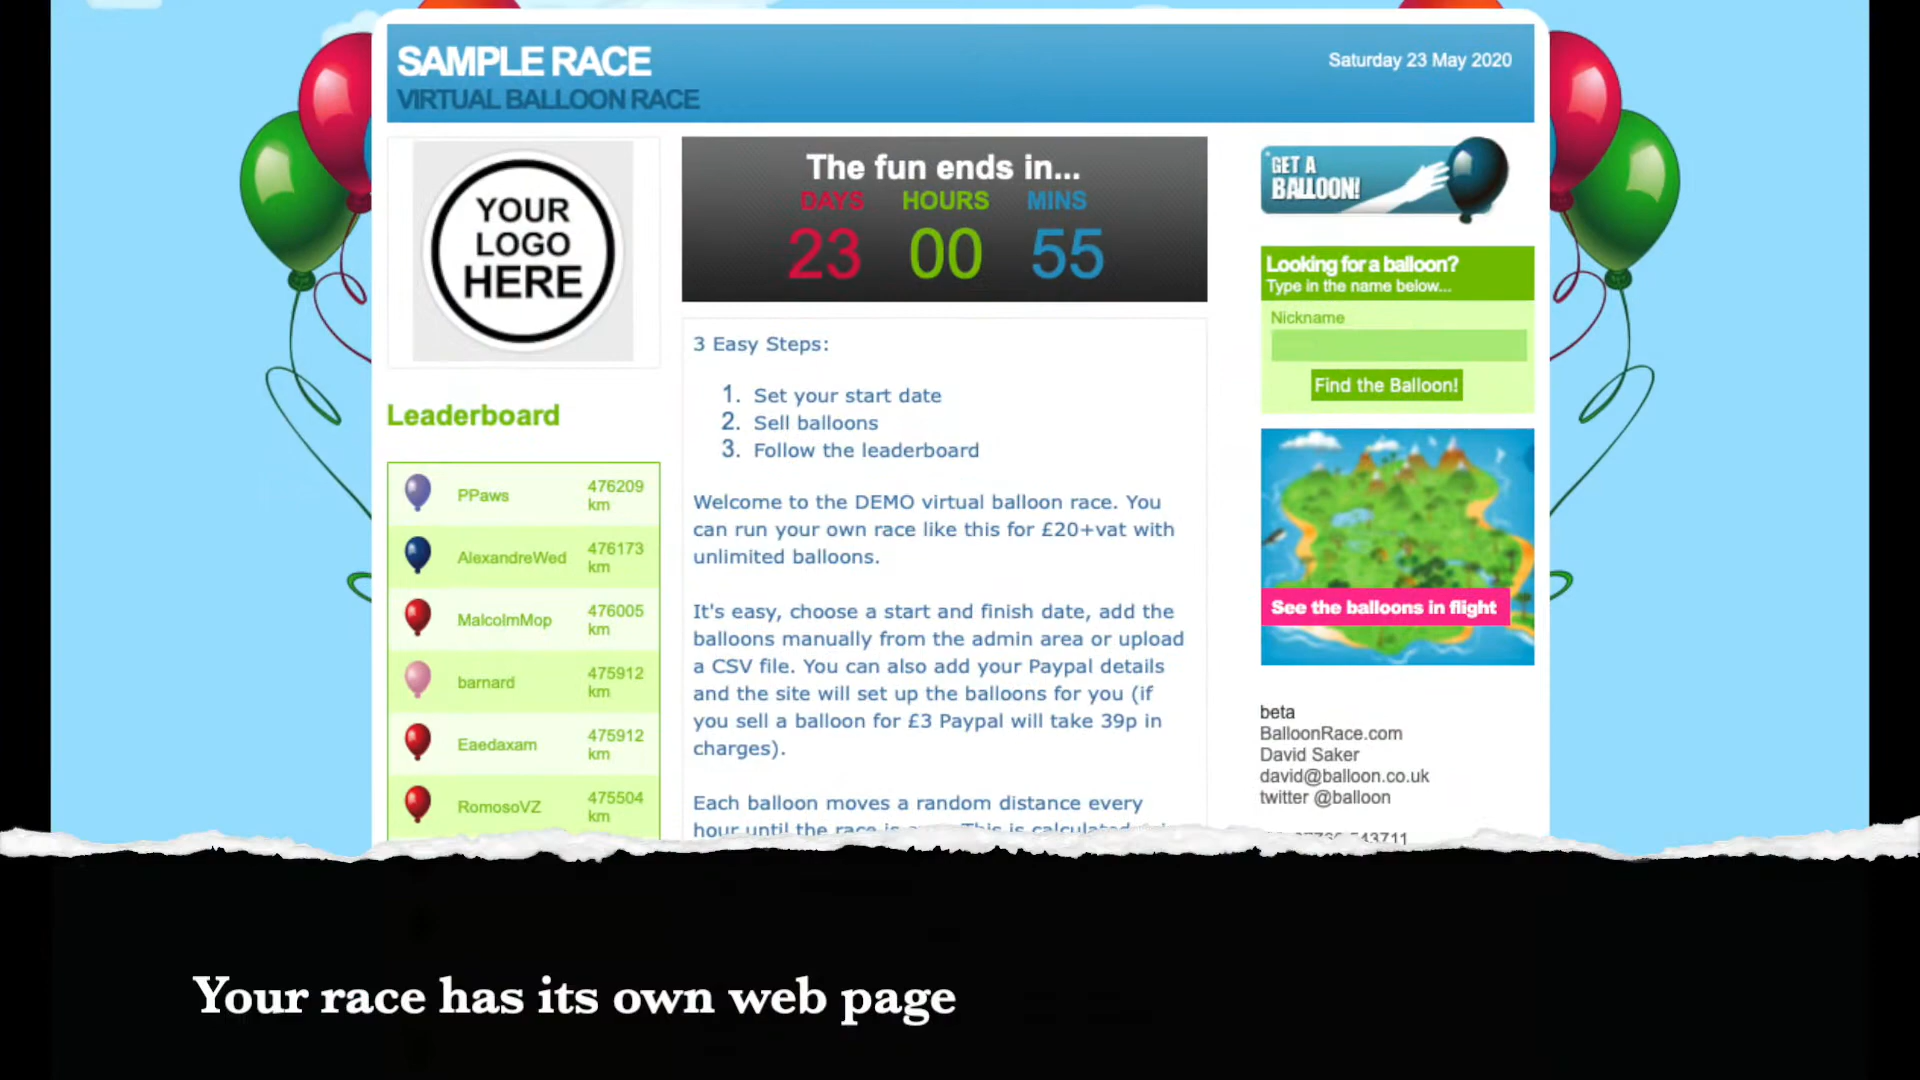 SAMPLE RACE
VIRTUAL BALLOON RACE
Saturday 23 May 2020
YOUR
LOGO
HERE
Leaderboard
PPaws 476209
km
AlexandreWed 476173
km
MalcolmMop 476005
km
barnard 475912
km
Eaedaxam 475912
km
RomosoVZ 475504
km
The fun ends in...
DAYS HOURS MINS
23 00 55
3 Easy Steps:
1. Set your start date
2. Sell balloons
3. Follow the leaderboard
Welcome to the DEMO virtual balloon race. You
can run your own race like this for £20+vat with
unlimited balloons.
It's easy, choose a start and finish date, add the
balloons manually from the admin area or upload
a CSV file. You can also add your Paypal details
and the site will set up the balloons for you (if
you sell a balloon for £3 Paypal will take 39p in
charges).
Each balloon moves a random distance every
hour until the race is This is calculated
GET A
BALLOON!
Looking for a balloon?
Type in the name below...
Nickname
Find the Balloon!
See the balloons in flight
beta
BalloonRace.com
David Saker
david@balloon.co.uk
twitter @balloon
Your race has its own web page